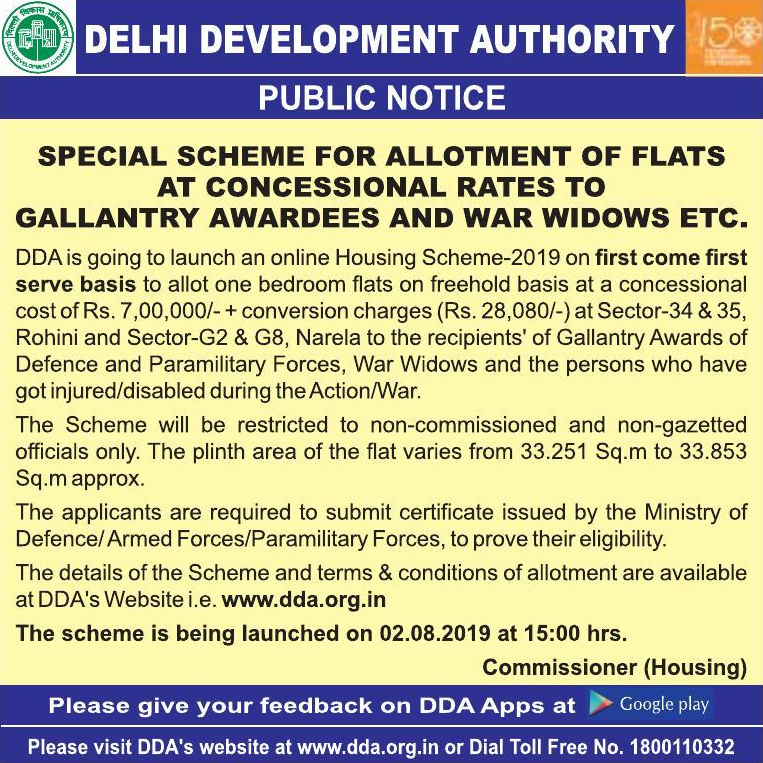 DELHI DEVELOPMENT AUTHORITY
150
PUBLIC NOTICE
SPECIAL SCHEME FOR ALLOTMENT OF FLATS
AT CONCESSIONAL RATES TO
GALLANTRY AWARDEES AND WAR WIDOWS ETC.
DDA is going to launch an online Housing Scheme-2019 on first come first
serve basis to allot one bedroom flats on freehold basis at a concessional
cost of Rs. 7,00,000/- + conversion charges (Rs. 28,080/-) at Sector-34 & 35,
Rohini and Sector-G2 & G8, Narela to the recipients' of Gallantry Awards of
Defence and Paramilitary Forces, War Widows and the persons who have
got injured/disabled during the Action/War.
The Scheme will be restricted to non-commissioned and non-gazetted
officials only. The plinth area of the flat varies from 33.251 Sq.m to 33.853
Sq.m approx.
The applicants are required to submit certificate issued by the Ministry of
Defence/Armed Forces/Paramilitary Forces, to prove their eligibility.
The details of the Scheme and terms & conditions of allotment are available
at DDA's Website i.e. www.dda.org.in
The scheme is being launched on 02.08.2019 at 15:00 hrs.
Commissioner (Housing)
Please give your feedback on DDA Apps at Google play
Please visit DDA's website at www.dda.org.in or Dial Toll Free No. 1800110332